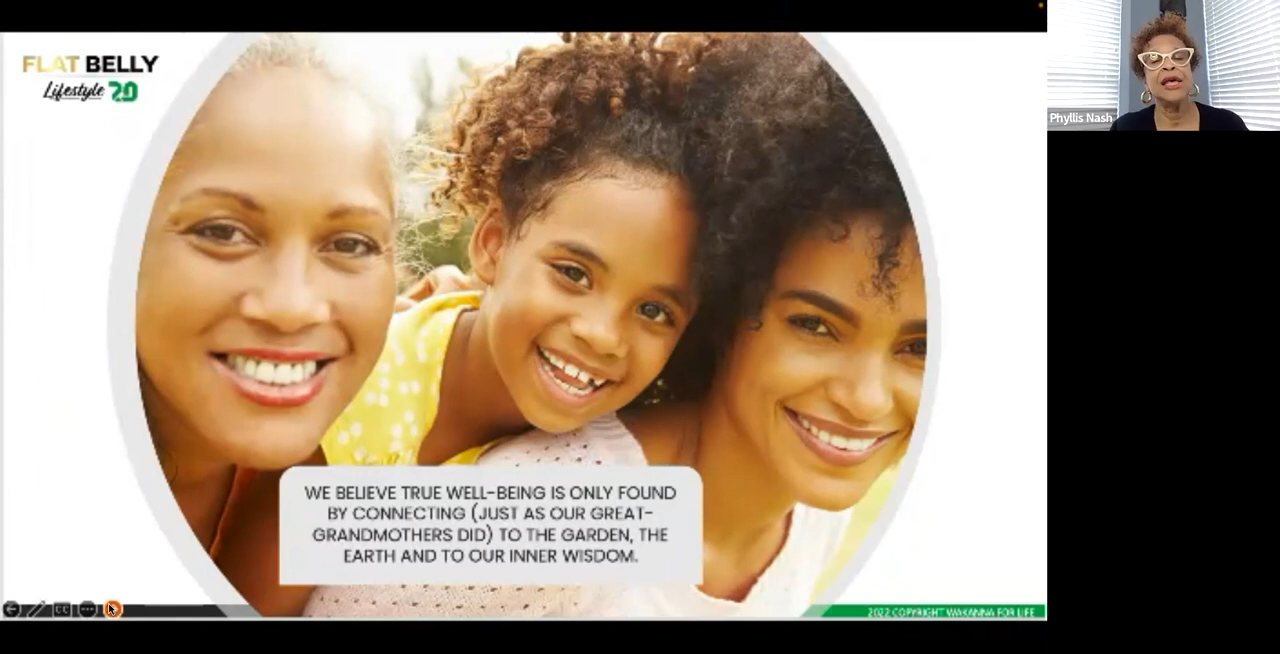 FLAT BELLY
Lifestyle 2.0
Phyllis Nash
WE BELIEVE TRUE WELL-BEING IS ONLY FOUND
BY CONNECTING (JUST AS OUR GREAT-
GRANDMOTHERS DID) TO THE GARDEN, THE
EARTH AND TO OUR INNER WISDOM.
CC
2022 COPYRIGHT WAKANNA FOR LIFE